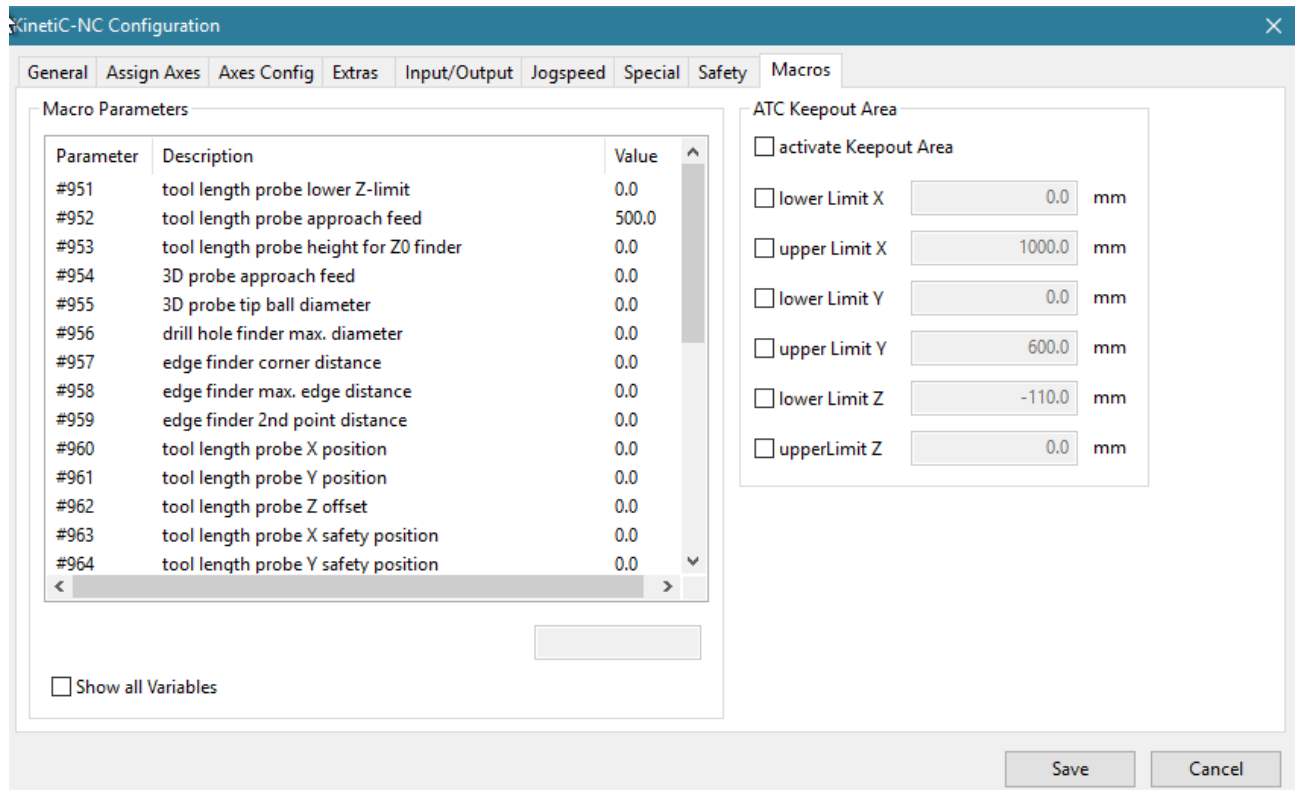 KinetiC-NC Configuration
General Assign Axes Axes Config Extras Input/Output Jogspeed Special Safety Macros
Macro Parameters
Parameter Description Value
#951 tool length probe lower Z-limit 0.0
#952 tool length probe approach feed 500.0
#953 tool length probe height for Z0 finder 0.0
#954 3D probe approach feed 0.0
#955 3D probe tip ball diameter 0.0
#956 drill hole finder max. diameter 0.0
#957 edge finder corner distance 0.0
#958 edge finder max. edge distance 0.0
#959 edge finder 2nd point distance 0.0
#960 tool length probe X position 0.0
#961 tool length probe Y position 0.0
#962 tool length probe Z offset 0.0
#963 tool length probe X safety position 0.0
#964 tool length probe Y safety position 0.0
Show all Variables
ATC Keepout Area
activate Keepout Area
lower Limit X 0.0 mm
upper Limit X 1000.0 mm
lower Limit Y 0.0 mm
upper Limit Y 600.0 mm
lower Limit Z -110.0 mm
upperLimit Z 0.0 mm
Save Cancel